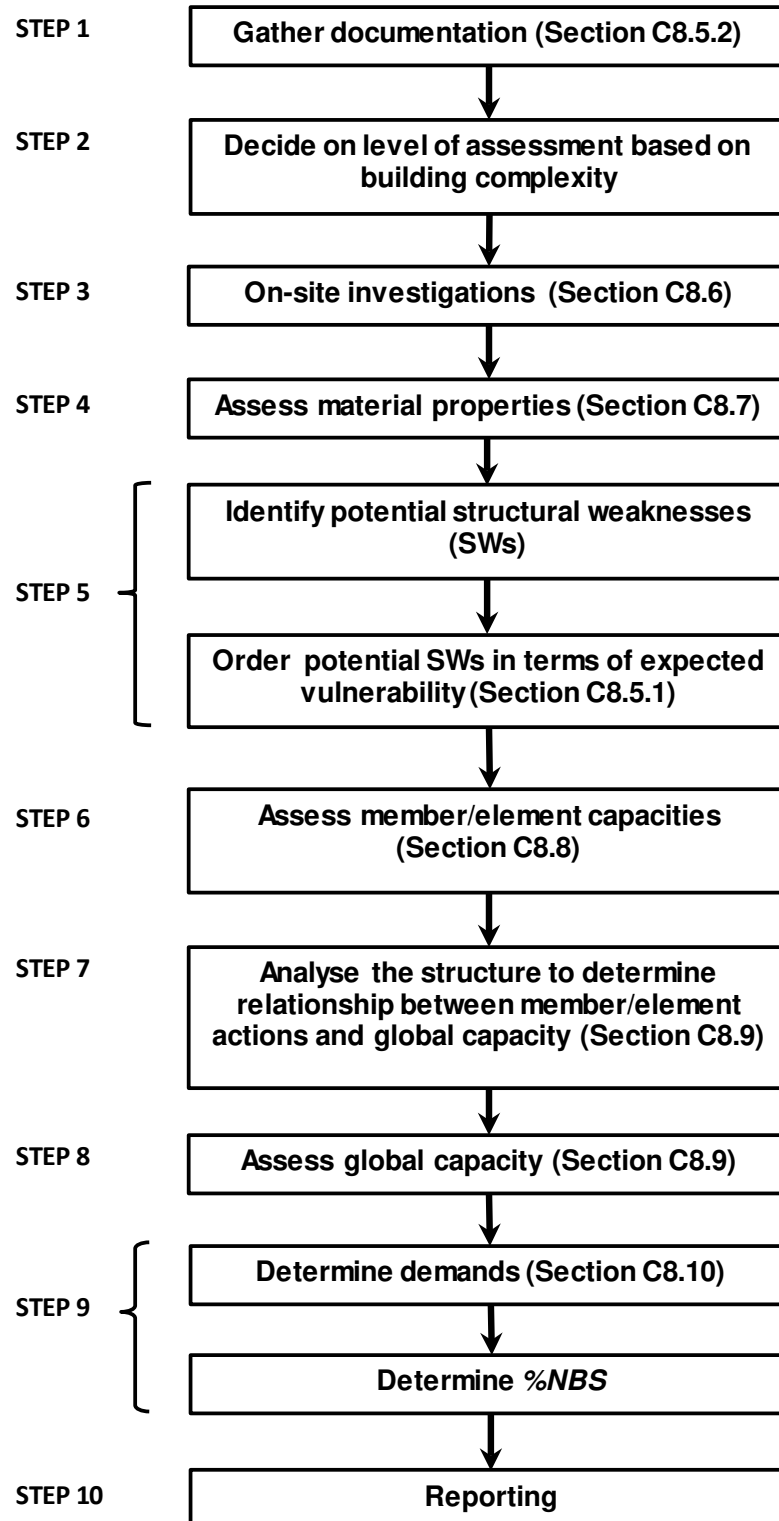 STEP 1
Gather documentation (Section C8.5.2)
STEP 2
Decide on level of assessment based on
building complexity
STEP 3
On-site investigations (Section C8.6)
STEP 4
Assess material properties (Section C8.7)
STEP 5
Identify potential structural weaknesses
(SWs)
Order potential SWs in terms of expected
vulnerability (Section C8.5.1)
STEP 6
Assess member/element capacities
(Section C8.8)
STEP 7
Analyse the structure to determine
relationship between member/element
actions and global capacity (Section C8.9)
STEP 8
Assess global capacity (Section C8.9)
STEP 9
Determine demands (Section C8.10)
Determine %NBS
STEP 10
Reporting